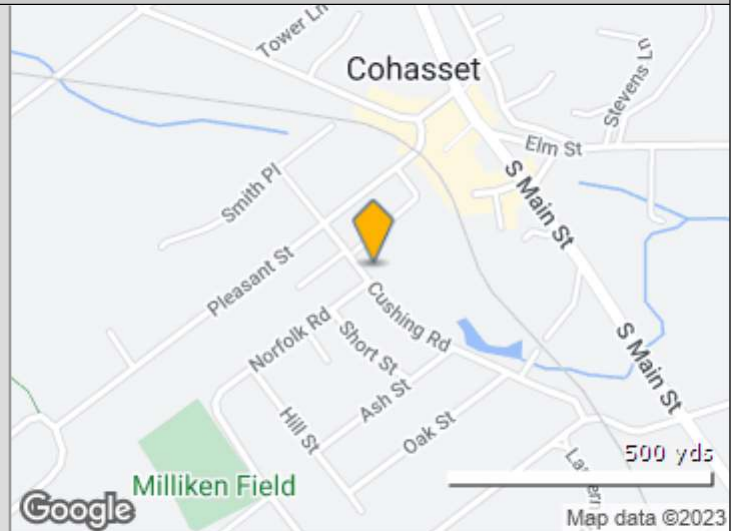 Tower Ln
Cohasset
Stevens Ln
Elm St
Smith Pl
S Main St
Pleasant St
Cushing Rd
Norfolk Rd
Short St
S Main St
Ash St
Hill St
Oak St
500 yds
Milliken Field
Google
Map data ©2023